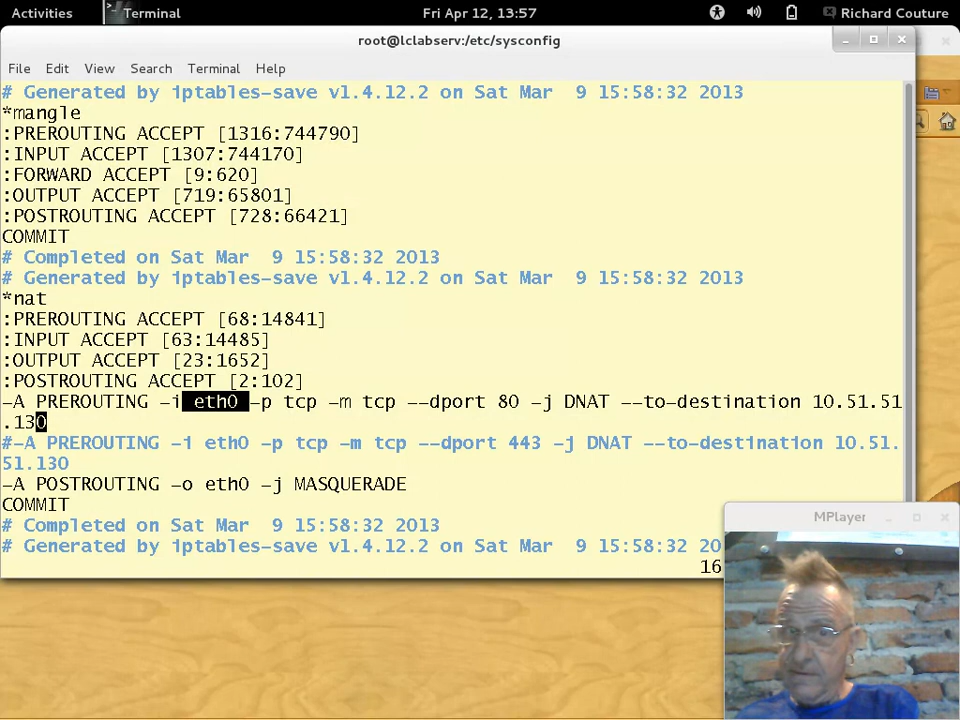 Activities Terminal Fri Apr 12, 13:57 Richard Couture
root@lclabserv:/etc/sysconfig
File Edit View Search Terminal Help
# Generated by iptables-save v1.4.12.2 on Sat Mar  9 15:58:32 2013
*mangle
:PREROUTING ACCEPT [1316:744790]
:INPUT ACCEPT [1307:744170]
:FORWARD ACCEPT [9:620]
:OUTPUT ACCEPT [719:65801]
:POSTROUTING ACCEPT [728:66421]
COMMIT
# Completed on Sat Mar  9 15:58:32 2013
# Generated by iptables-save v1.4.12.2 on Sat Mar  9 15:58:32 2013
*nat
:PREROUTING ACCEPT [68:14841]
:INPUT ACCEPT [63:14485]
:OUTPUT ACCEPT [23:1652]
:POSTROUTING ACCEPT [2:102]
-A PREROUTING -i eth0 -p tcp -m tcp --dport 80 -j DNAT --to-destination 10.51.51
.130
#-A PREROUTING -i eth0 -p tcp -m tcp --dport 443 -j DNAT --to-destination 10.51.
51.130
-A POSTROUTING -o eth0 -j MASQUERADE
COMMIT
# Completed on Sat Mar  9 15:58:32 2013
# Generated by iptables-save v1.4.12.2 on Sat Mar  9 15:58:32 20
16
MPlayer